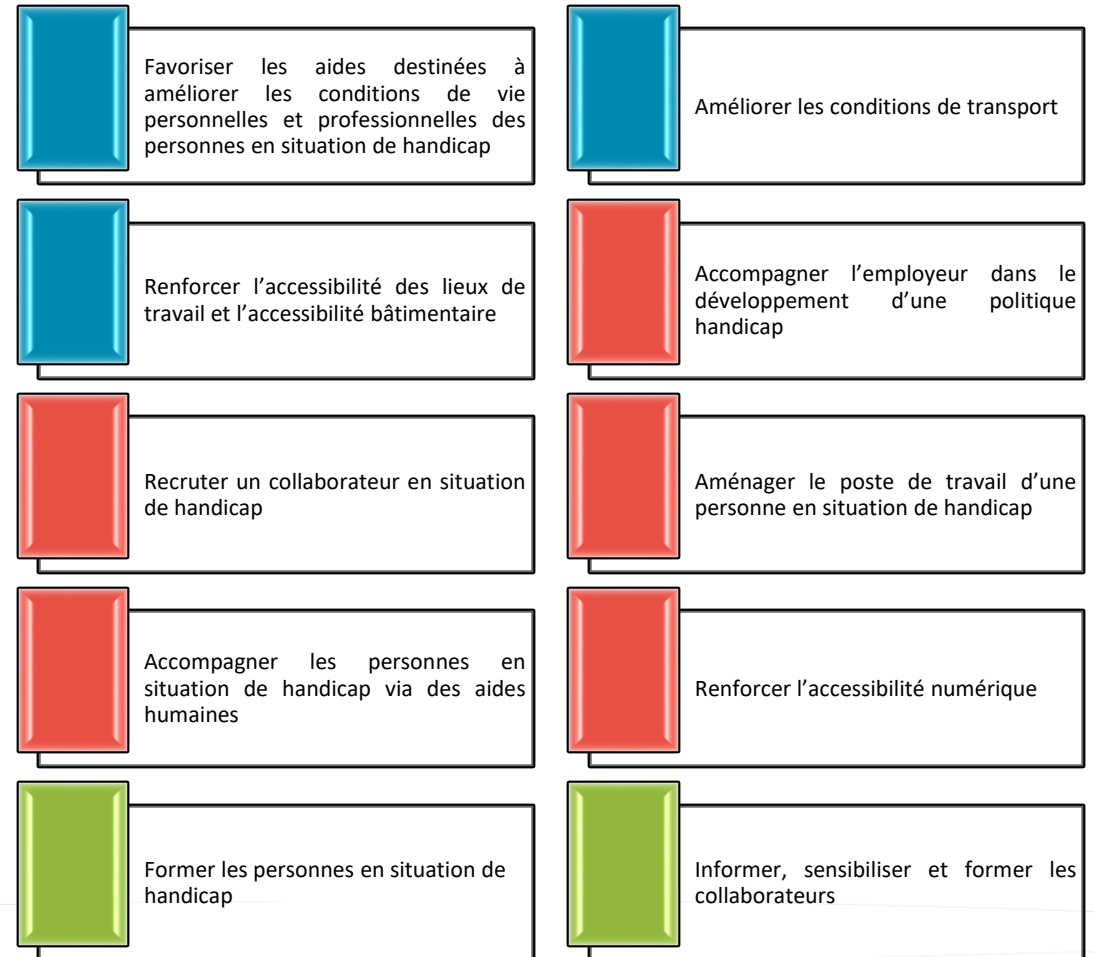 Favoriser les aides destinées à
améliorer les conditions de vie
personnelles et professionnelles des
personnes en situation de handicap
Améliorer les conditions de transport
Renforcer l’accessibilité des lieux de
travail et l’accessibilité bâtimentaire
Accompagner l’employeur dans le
développement d’une politique
handicap
Recruter un collaborateur en situation
de handicap
Aménager le poste de travail d’une
personne en situation de handicap
Accompagner les personnes en
situation de handicap via des aides
humaines
Renforcer l’accessibilité numérique
Former les personnes en situation de
handicap
Informer, sensibiliser et former les
collaborateurs